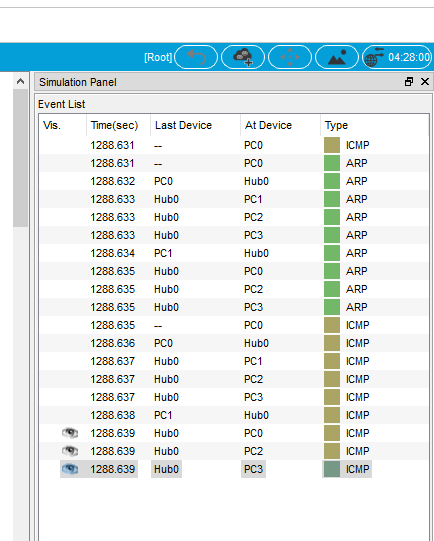 [Root] 04:28:00
Simulation Panel
Event List
Vis. Time(sec) Last Device At Device Type
1288.631 -- PC0 ICMP
1288.631 -- PC0 ARP
1288.632 PC0 Hub0 ARP
1288.633 Hub0 PC1 ARP
1288.633 Hub0 PC2 ARP
1288.633 Hub0 PC3 ARP
1288.634 PC1 Hub0 ARP
1288.635 Hub0 PC0 ARP
1288.635 Hub0 PC2 ARP
1288.635 Hub0 PC3 ARP
1288.635 -- PC0 ICMP
1288.636 PC0 Hub0 ICMP
1288.637 Hub0 PC1 ICMP
1288.637 Hub0 PC2 ICMP
1288.637 Hub0 PC3 ICMP
1288.638 PC1 Hub0 ICMP
1288.639 Hub0 PC0 ICMP
1288.639 Hub0 PC2 ICMP
1288.639 Hub0 PC3 ICMP